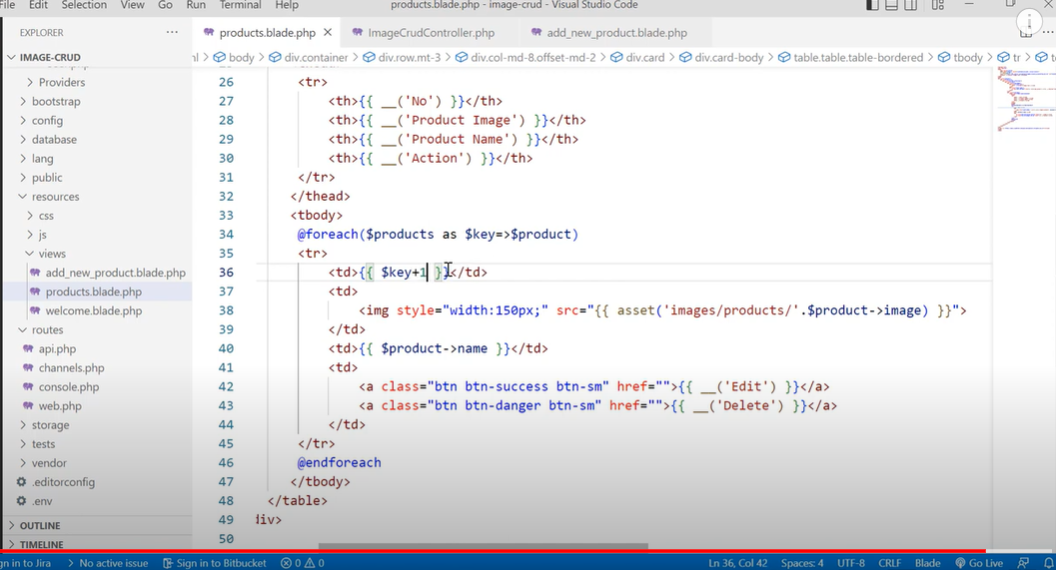 File Edit Selection View Go Run Terminal Help products.blade.php - image-crud - Visual Studio Code
EXPLORER ··· products.blade.php × ImageCrudController.php add_new_product.blade.php
IMAGE-CRUD
> body > div.container > div.row.mt-3 > div.col-md-8.offset-md-2 > div.card > div.card-body > table.table.table-bordered > tbody > tr >
> Providers
> bootstrap
> config
> database
> lang
> public
resources
> css
> js
views
add_new_product.blade.php
products.blade.php
welcome.blade.php
routes
api.php
channels.php
console.php
web.php
> storage
> tests
> vendor
.editorconfig
.env
> OUTLINE
> TIMELINE
26 <tr>
27 <th>{{ __('No') }}</th>
28 <th>{{ __('Product Image') }}</th>
29 <th>{{ __('Product Name') }}</th>
30 <th>{{ __('Action') }}</th>
31 </tr>
32 </thead>
33 <tbody>
34 @foreach($products as $key=>$product)
35 <tr>
36 <td>{{ $key+1 }}</td>
37 <td>
38 <img style="width:150px;" src="{{ asset('images/products/'.$product->image) }}">
39 </td>
40 <td>{{ $product->name }}</td>
41 <td>
42 <a class="btn btn-success btn-sm" href="">{{ __('Edit') }}</a>
43 <a class="btn btn-danger btn-sm" href="">{{ __('Delete') }}</a>
44 </td>
45 </tr>
46 @endforeach
47 </tbody>
48 </table>
49 div>
50
gn in to Jira > No active issue Sign in to Bitbucket 0 0 Ln 36, Col 42 Spaces: 4 UTF-8 CRLF Blade Go Live